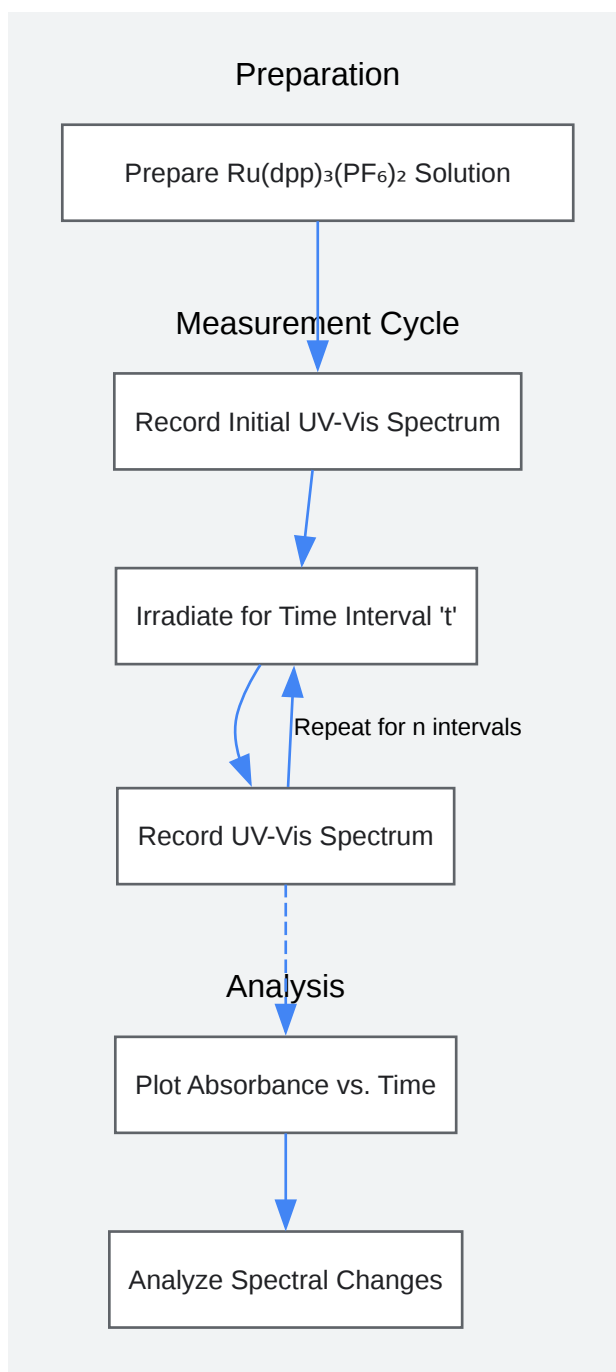 Preparation
Prepare Ru(dpp)₃(PF₆)₂ Solution
Measurement Cycle
Record Initial UV-Vis Spectrum
Irradiate for Time Interval 't'
Repeat for n intervals
Record UV-Vis Spectrum
Analysis
Plot Absorbance vs. Time
Analyze Spectral Changes